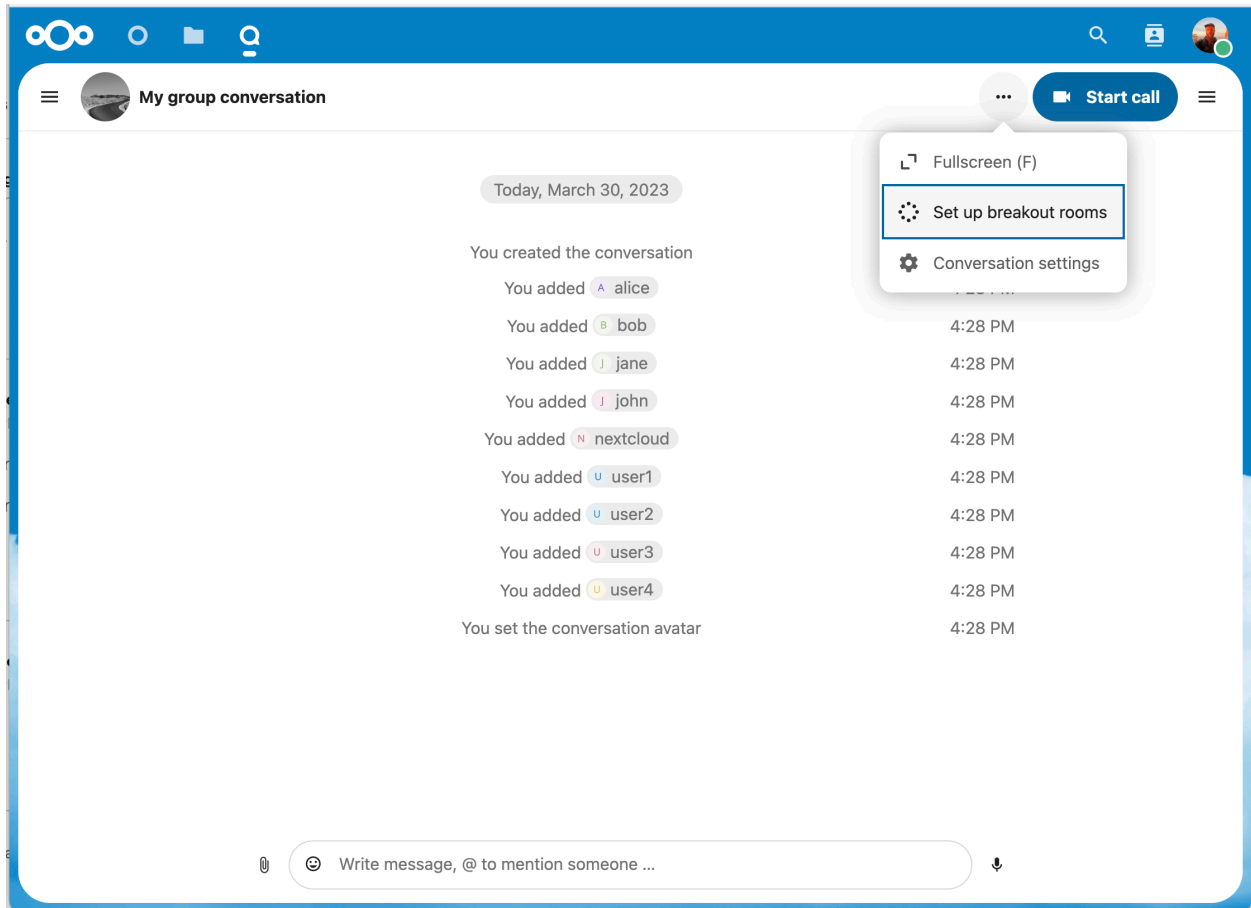 My group conversation
Start call
Fullscreen (F)
Set up breakout rooms
Conversation settings
Today, March 30, 2023
You created the conversation
You added A alice
You added B bob 4:28 PM
You added J jane 4:28 PM
You added J john 4:28 PM
You added N nextcloud 4:28 PM
You added U user1 4:28 PM
You added U user2 4:28 PM
You added U user3 4:28 PM
You added U user4 4:28 PM
You set the conversation avatar 4:28 PM
Write message, @ to mention someone ...